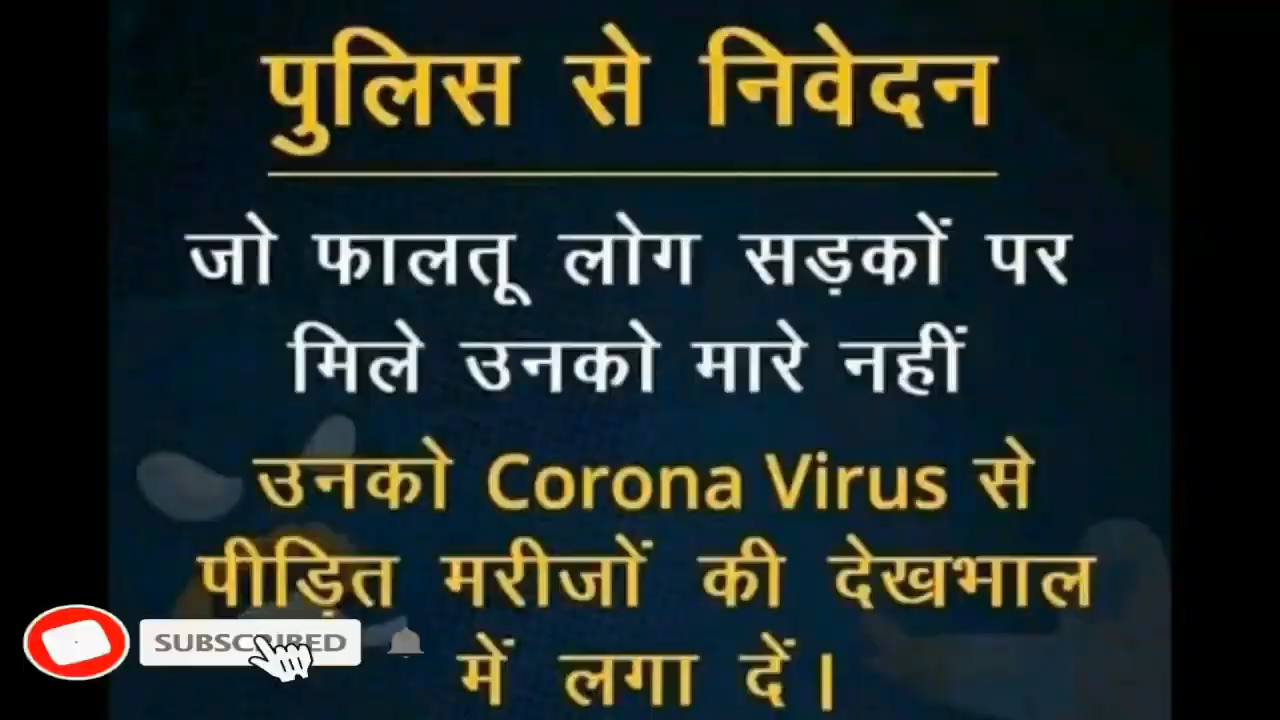 पुलिस से निवेदन
जो फालतू लोग सड़कों पर
मिले उनको मारे नहीं
उनको Corona Virus से
पीड़ित मरीजों की देखभाल
में लगा दें।
SUBSCRIBED